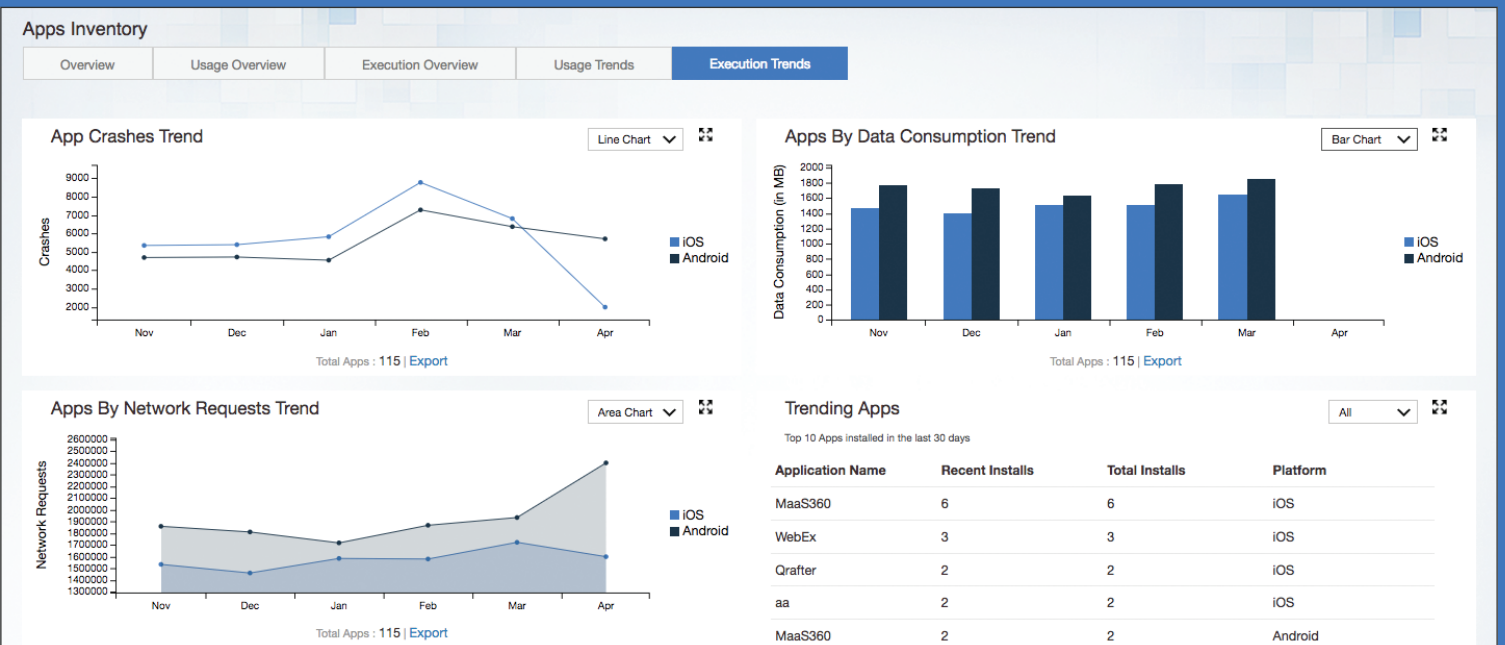 Apps Inventory
Overview
Usage Overview
Execution Overview
Usage Trends
Execution Trends
App Crashes Trend
Line Chart
Crashes
9000
8000
7000
6000
5000
4000
3000
2000
Nov
Dec
Jan
Feb
Mar
Apr
iOS
Android
Total Apps : 115 | Export
Apps By Data Consumption Trend
Bar Chart
Data Consumption (in MB)
2000
1800
1600
1400
1200
1000
800
600
400
200
0
Nov
Dec
Jan
Feb
Mar
Apr
iOS
Android
Total Apps : 115 | Export
Apps By Network Requests Trend
Area Chart
Network Requests
2600000
2500000
2400000
2300000
2200000
2100000
2000000
1900000
1800000
1700000
1600000
1500000
1400000
1300000
Nov
Dec
Jan
Feb
Mar
Apr
iOS
Android
Total Apps : 115 | Export
Trending Apps
All
Top 10 Apps installed in the last 30 days
Application Name Recent Installs Total Installs Platform
MaaS360 6 6 iOS
WebEx 3 3 iOS
Qrafter 2 2 iOS
aa 2 2 iOS
MaaS360 2 2 Android